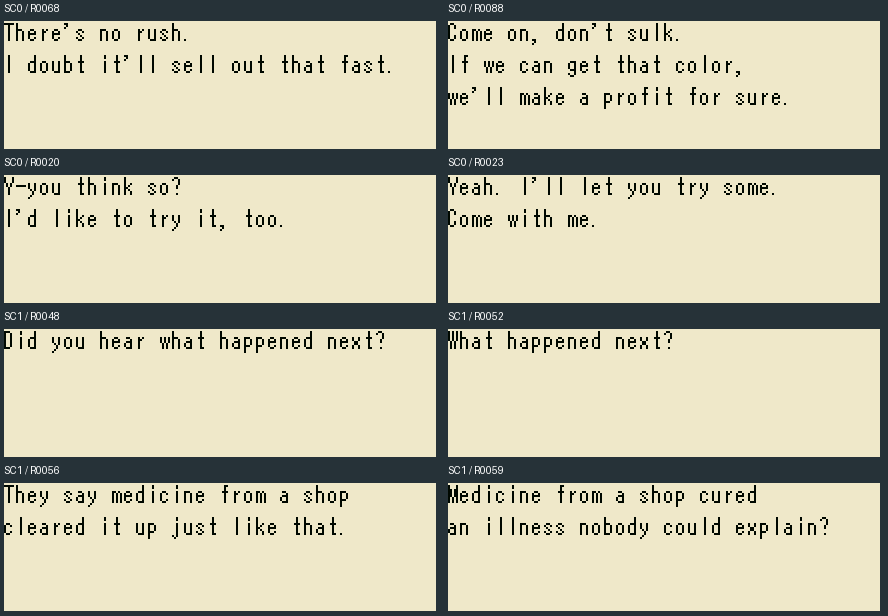 SC0/R0068
There's no rush.
I doubt it'll sell out that fast.
SC0/R0088
Come on, don't sulk.
If we can get that color,
we'll make a profit for sure.
SC0/R0020
Y-you think so?
I'd like to try it, too.
SC0/R0023
Yeah. I'll let you try some.
Come with me.
SC1/R0048
Did you hear what happened next?
SC1/R0052
What happened next?
SC1/R0056
They say medicine from a shop
cleared it up just like that.
SC1/R0059
Medicine from a shop cured
an illness nobody could explain?